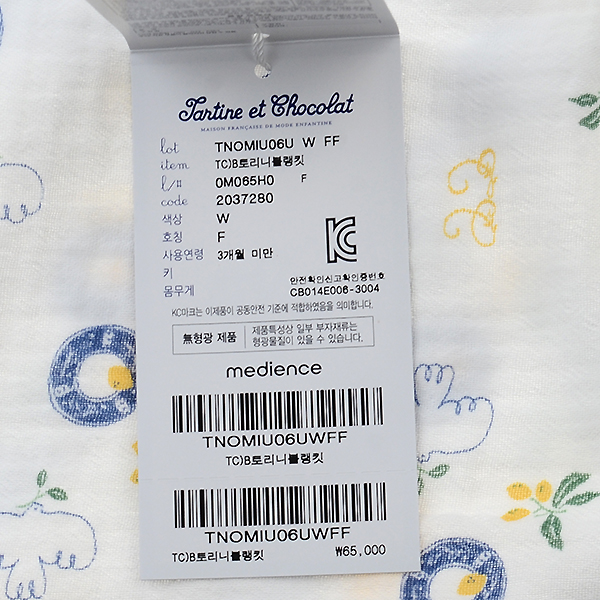 Tartine et Chocolat
MAISON FRANÇAISE DE MODE ENFANTINE
lot TNOMIU06U W FF
item TC)B토리니블랭킷
l/# 0M065H0 F
code 2037280
색상 W
호칭 F
사용연령 3개월 미만
키
몸무게
KC
안전확인신고확인증번호
CB014E006-3004
KC마크는 이제품이 공동안전 기준에 적합하였음을 의미합니다.
無형광 제품
제품특성상 일부 부자재류는
형광물질이 있을 수 있습니다.
medience
TNOMIU06UWFF
TC)B토리니블랭킷
TNOMIU06UWFF
TC)B토리니블랭킷 ₩65,000